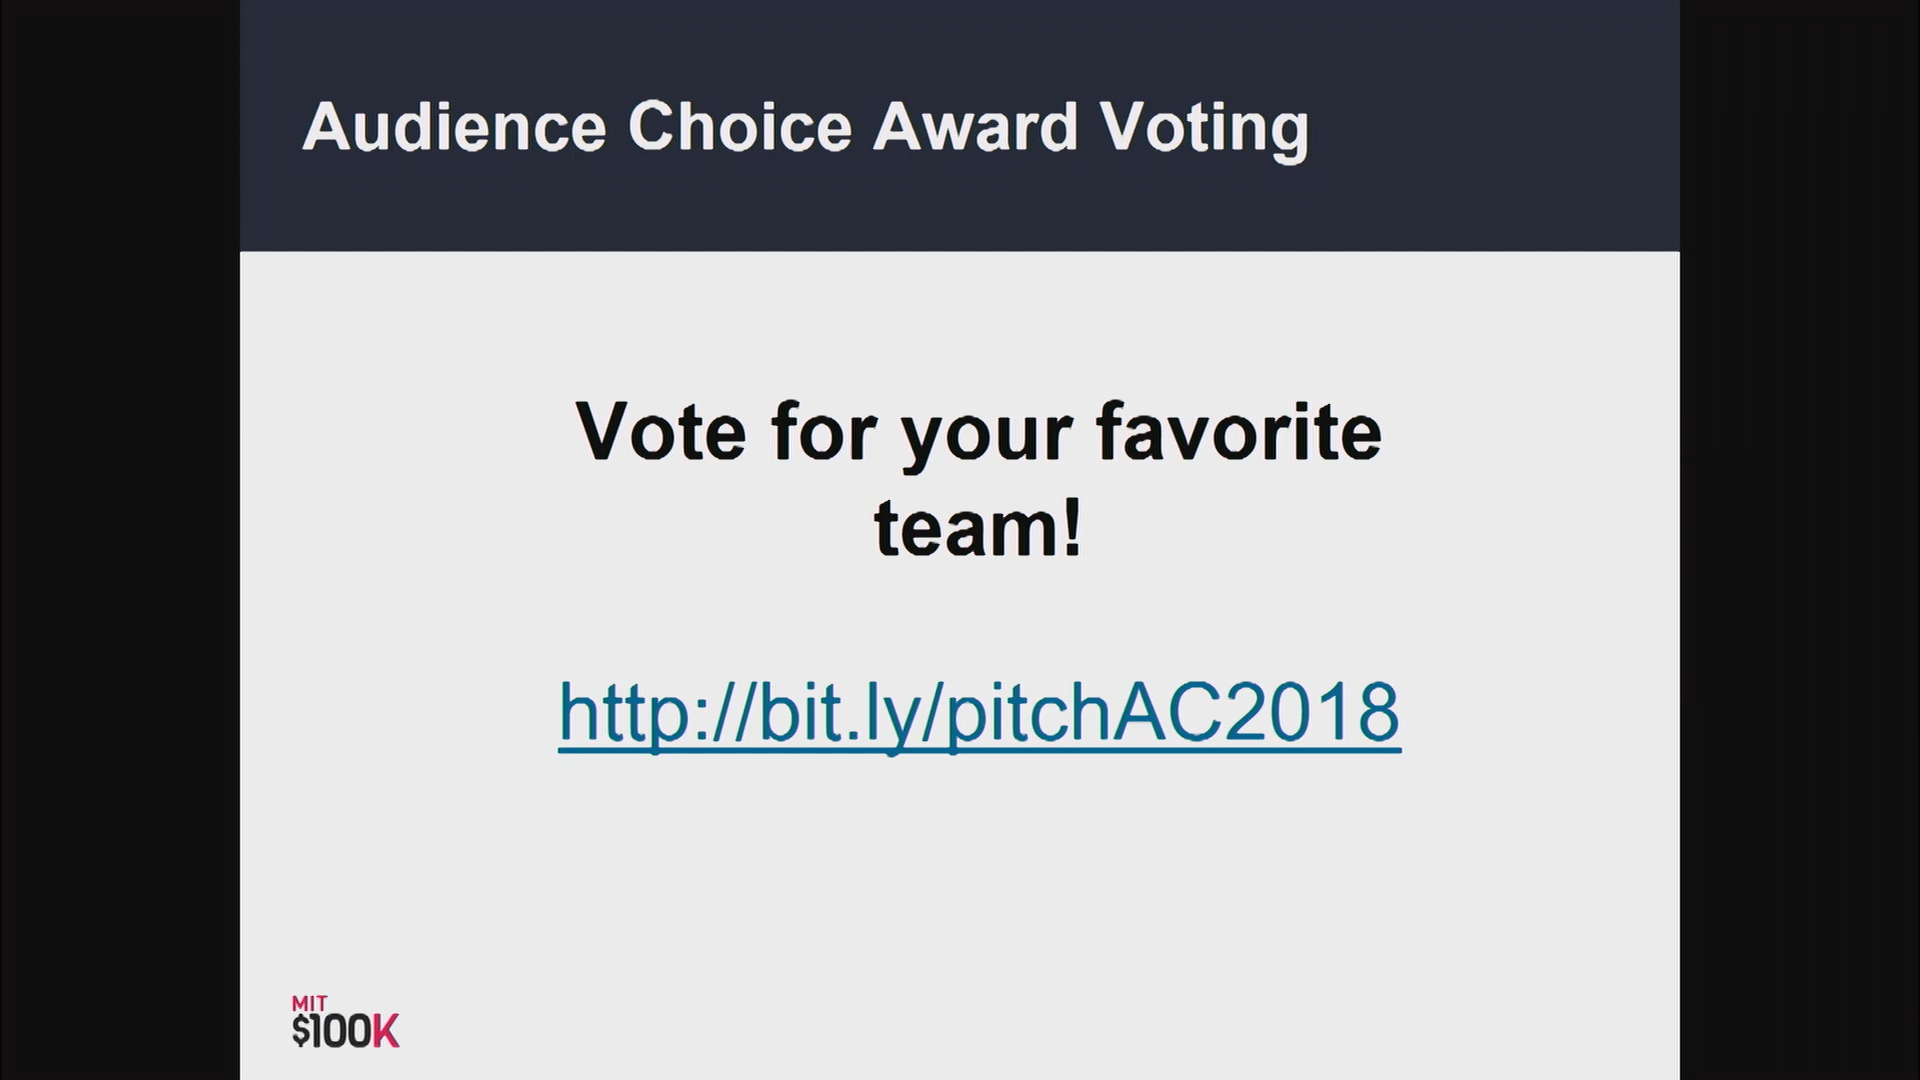 Audience Choice Award Voting
Vote for your favorite
team!
http://bit.ly/pitchAC2018
MIT
$100K